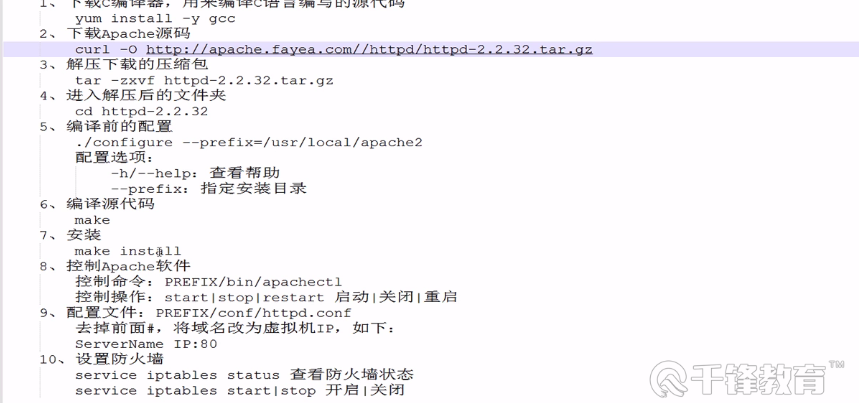 1、下载C编译器，用来编译C语言编写的源代码
yum install -y gcc
2、下载Apache源码
curl -O http://apache.fayea.com//httpd/httpd-2.2.32.tar.gz
3、解压下载的压缩包
tar -zxvf httpd-2.2.32.tar.gz
4、进入解压后的文件夹
cd httpd-2.2.32
5、编译前的配置
./configure --prefix=/usr/local/apache2
配置选项：
-h/--help：查看帮助
--prefix：指定安装目录
6、编译源代码
make
7、安装
make install
8、控制Apache软件
控制命令：PREFIX/bin/apachectl
控制操作：start|stop|restart 启动|关闭|重启
9、配置文件：PREFIX/conf/httpd.conf
去掉前面#，将域名改为虚拟机IP，如下：
ServerName IP:80
10、设置防火墙
service iptables status 查看防火墙状态
service iptables start|stop 开启|关闭
千锋教育™